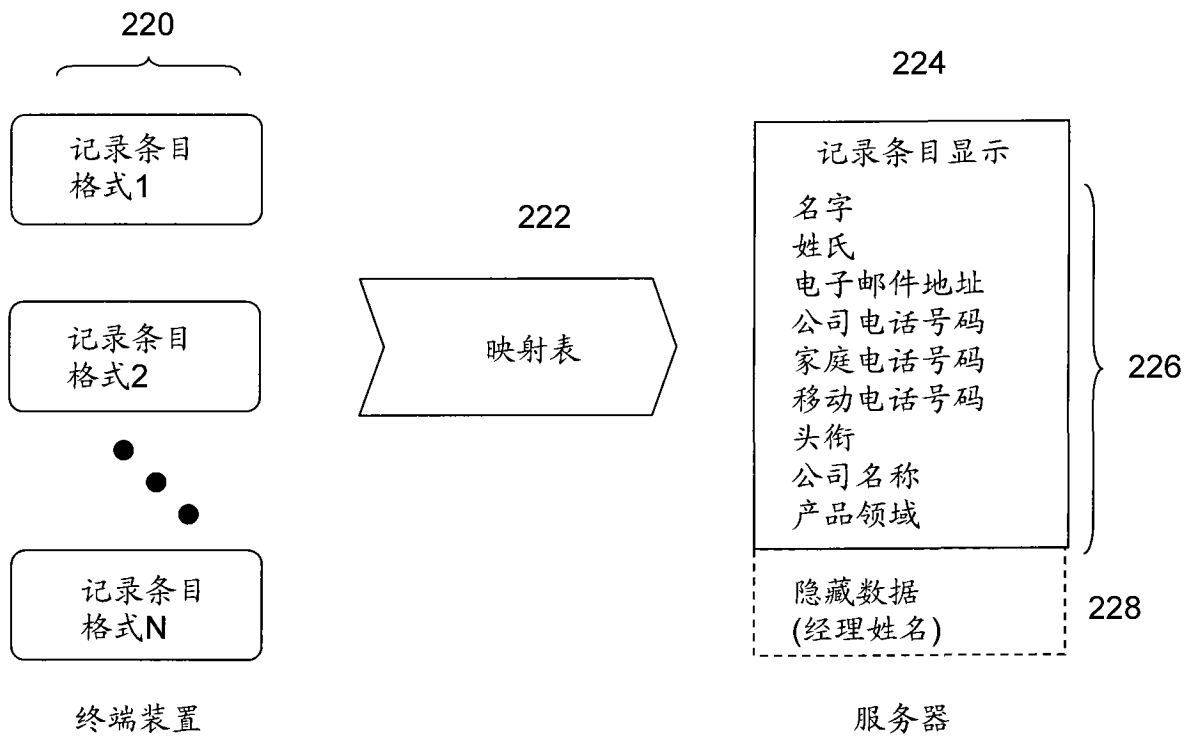 220
记录条目
格式1
记录条目
格式2
记录条目
格式N
终端装置
222
映射表
224
记录条目显示
名字
姓氏
电子邮件地址
公司电话号码
家庭电话号码
移动电话号码
头衔
公司名称
产品领域
226
隐藏数据
(经理姓名)
228
服务器